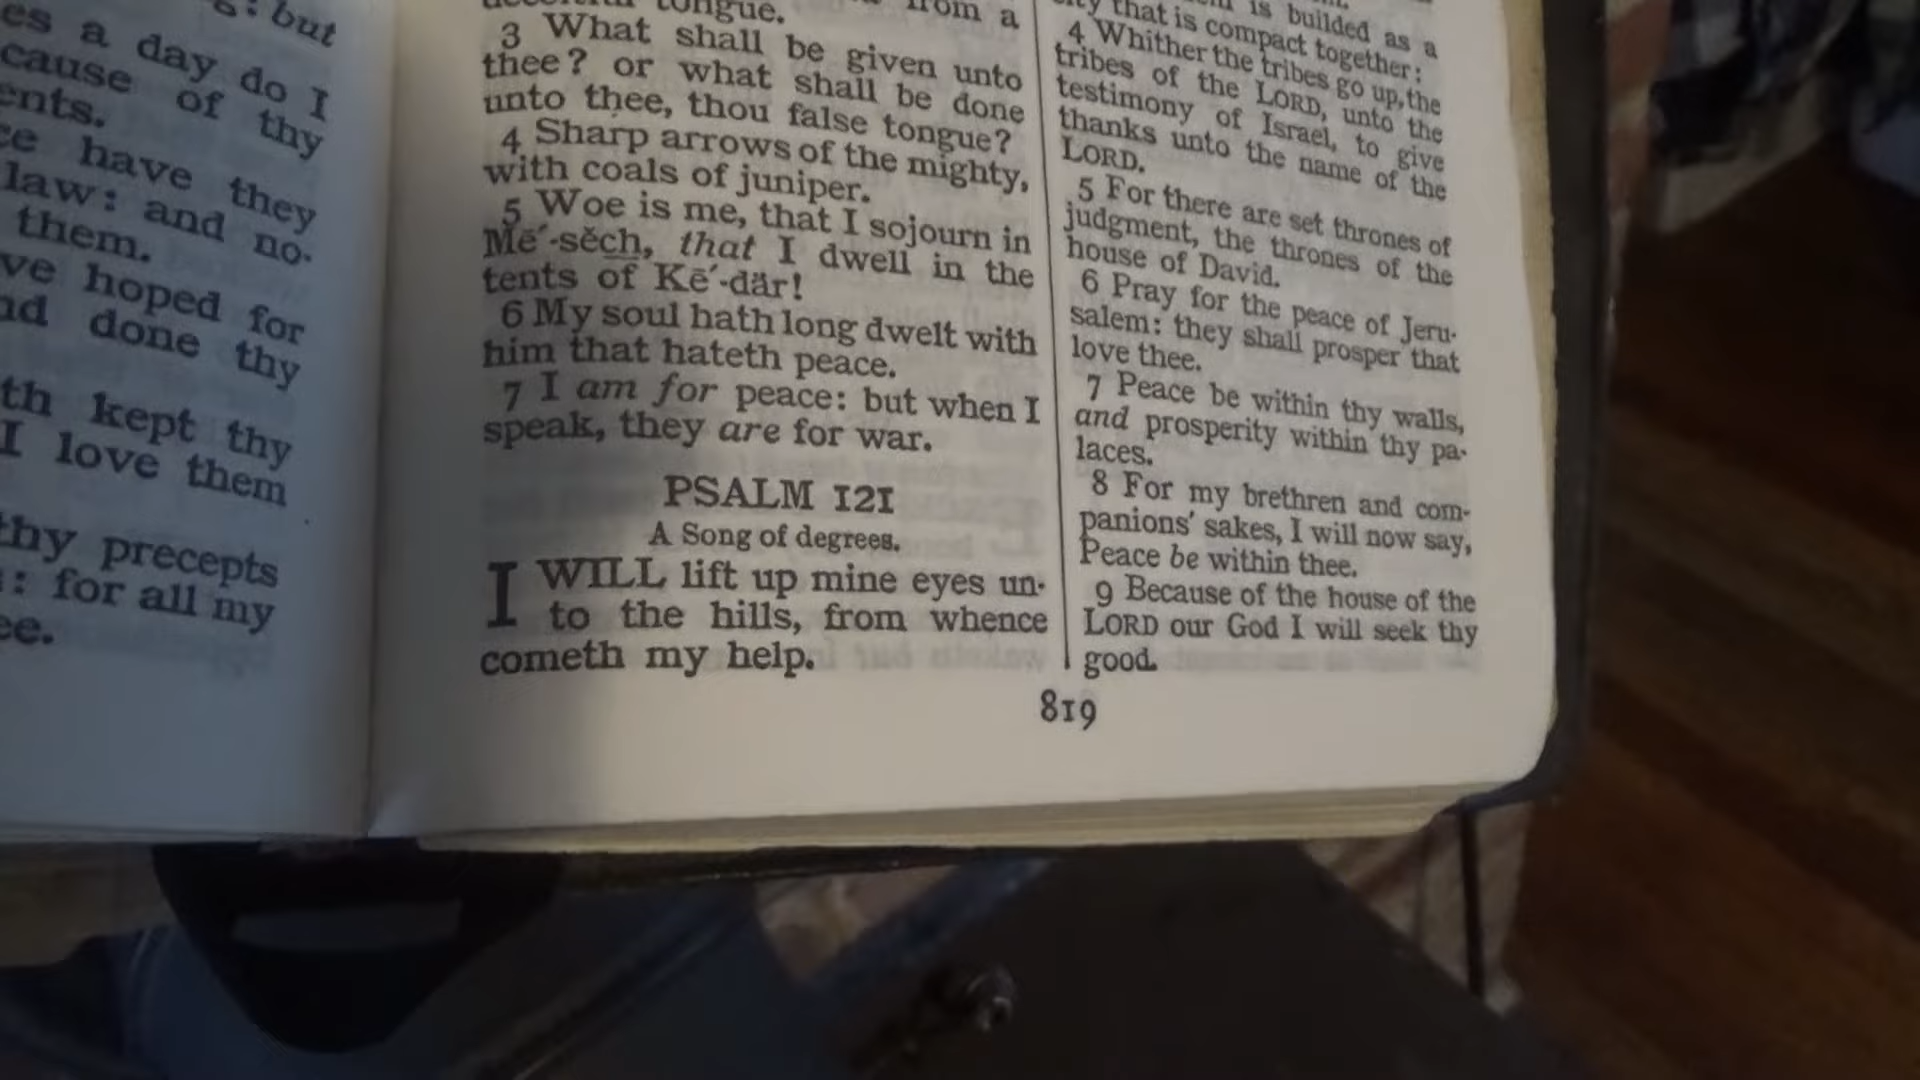 : but
es a day do I
cause of thy
ents.
ce have they
law: and no-
them.
ve hoped for
nd done thy
th kept thy
I love them
thy precepts
: for all my
ee.
tongue.
from a
3 What shall be given unto
thee? or what shall be done
unto thee, thou false tongue?
4 Sharp arrows of the mighty,
with coals of juniper.
5 Woe is me, that I sojourn in
Mē′-sĕch, that I dwell in the
tents of Kē′-där!
6 My soul hath long dwelt with
him that hateth peace.
7 I am for peace: but when I
speak, they are for war.
PSALM 121
A Song of degrees.
I WILL lift up mine eyes un-
to the hills, from whence
cometh my help.
is builded as a
that is compact together:
4 Whither the tribes go up, the
tribes of the LORD, unto the
testimony of Israel, to give
thanks unto the name of the
LORD.
5 For there are set thrones of
judgment, the thrones of the
house of David.
6 Pray for the peace of Jeru-
salem: they shall prosper that
love thee.
7 Peace be within thy walls,
and prosperity within thy pa-
laces.
8 For my brethren and com-
panions' sakes, I will now say,
Peace be within thee.
9 Because of the house of the
LORD our God I will seek thy
good.
819